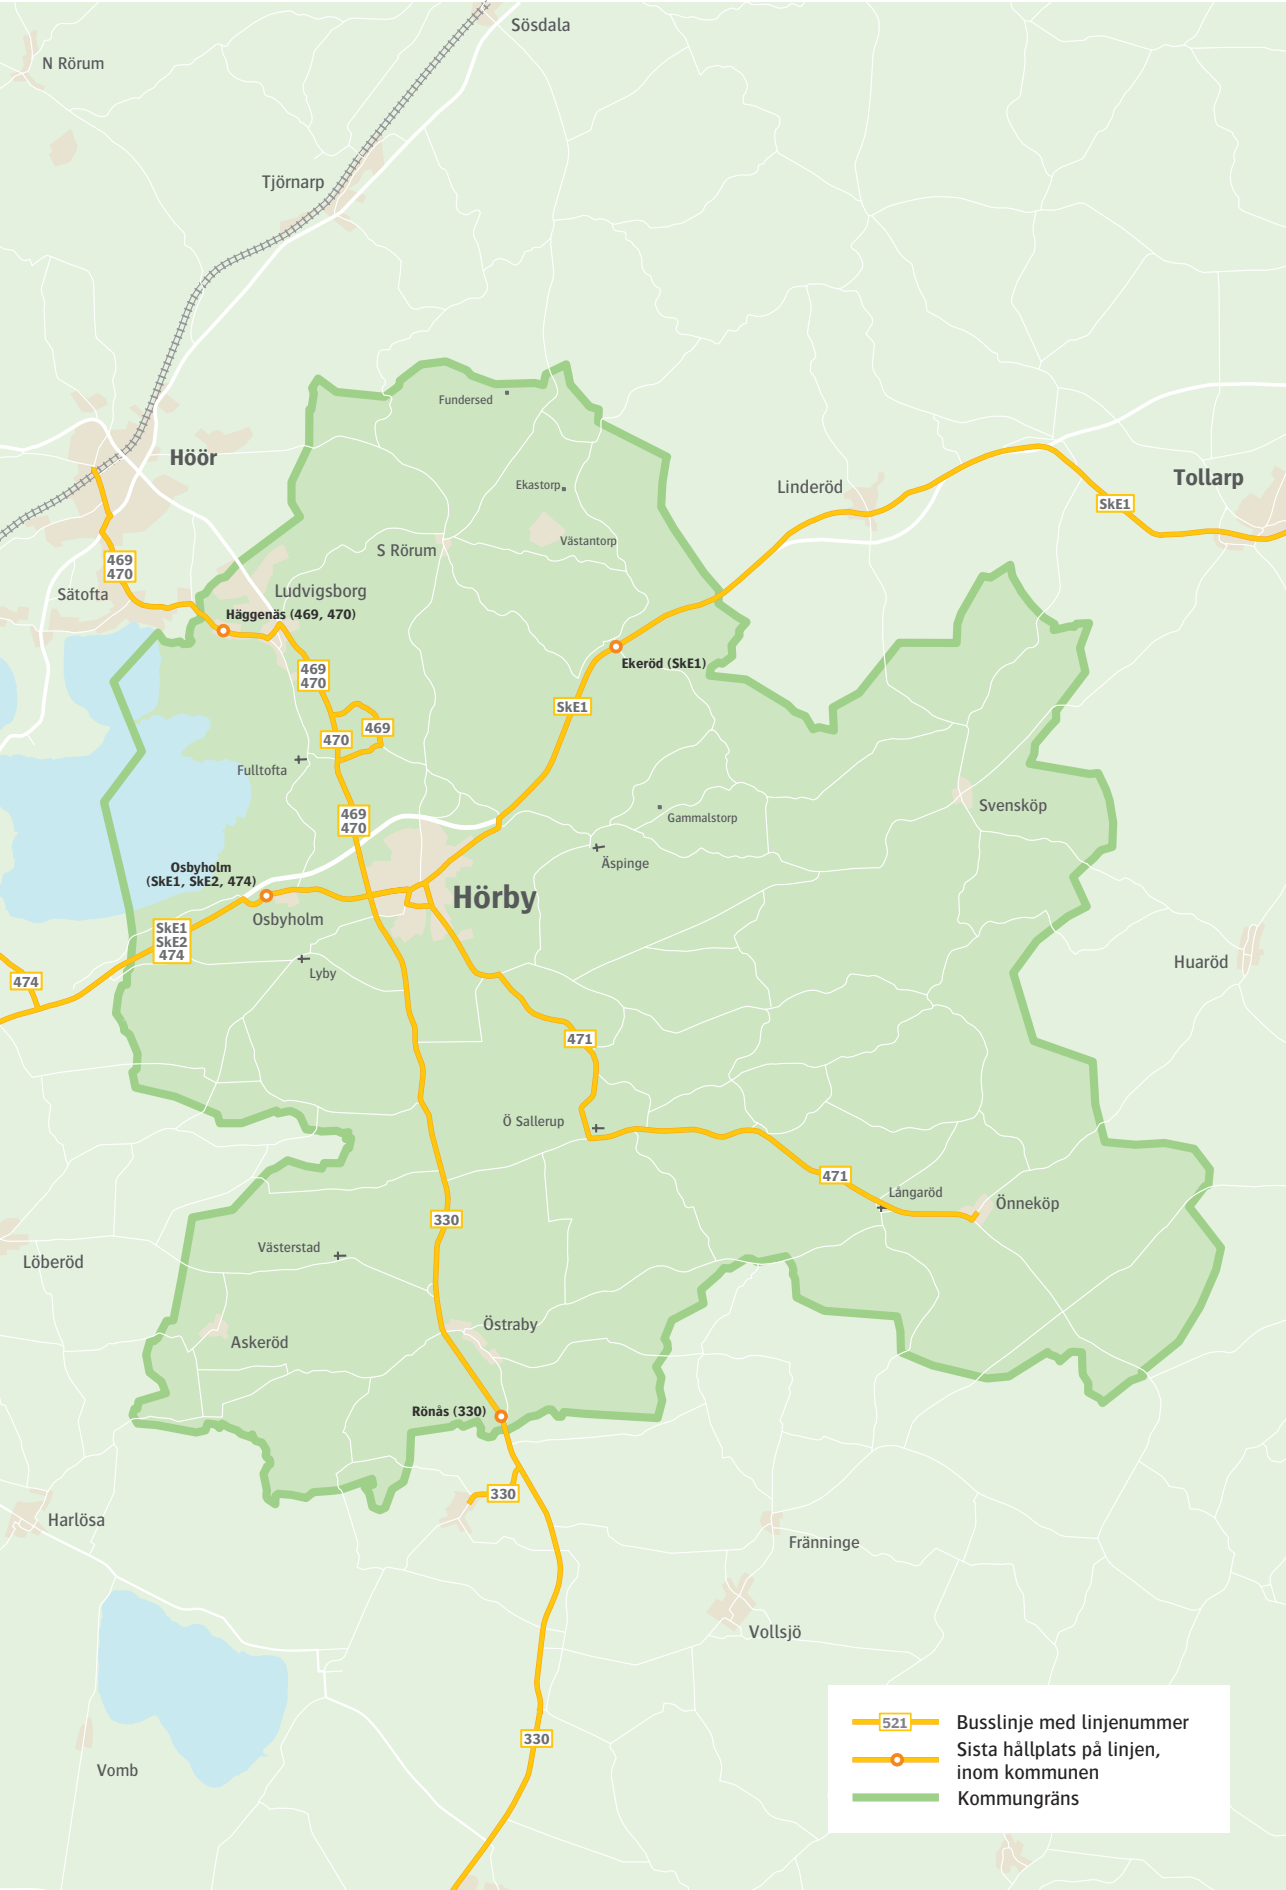 Sösdala
N Rörum
Tjörnarp
Fundersed
Höör
Linderöd
Tollarp
Ekastorp
SkE1
Västantorp
S Rörum
469
470
Sätofta
Ludvigsborg
Häggenäs (469, 470)
Ekeröd (SkE1)
469
470
SkE1
469
470
Fulltofta
Svensköp
469
470
Gammalstorp
Äspinge
Osbyholm
(SkE1, SkE2, 474)
Hörby
Osbyholm
SkE1
SkE2
474
Huaröd
Lyby
474
471
Ö Sallerup
471
Långaröd
Önneköp
330
Västerstad
Löberöd
Östraby
Askeröd
Rönås (330)
330
Harlösa
Fränninge
Vollsjö
330
Vomb
521
Busslinje med linjenummer
Sista hållplats på linjen,
inom kommunen
Kommungräns